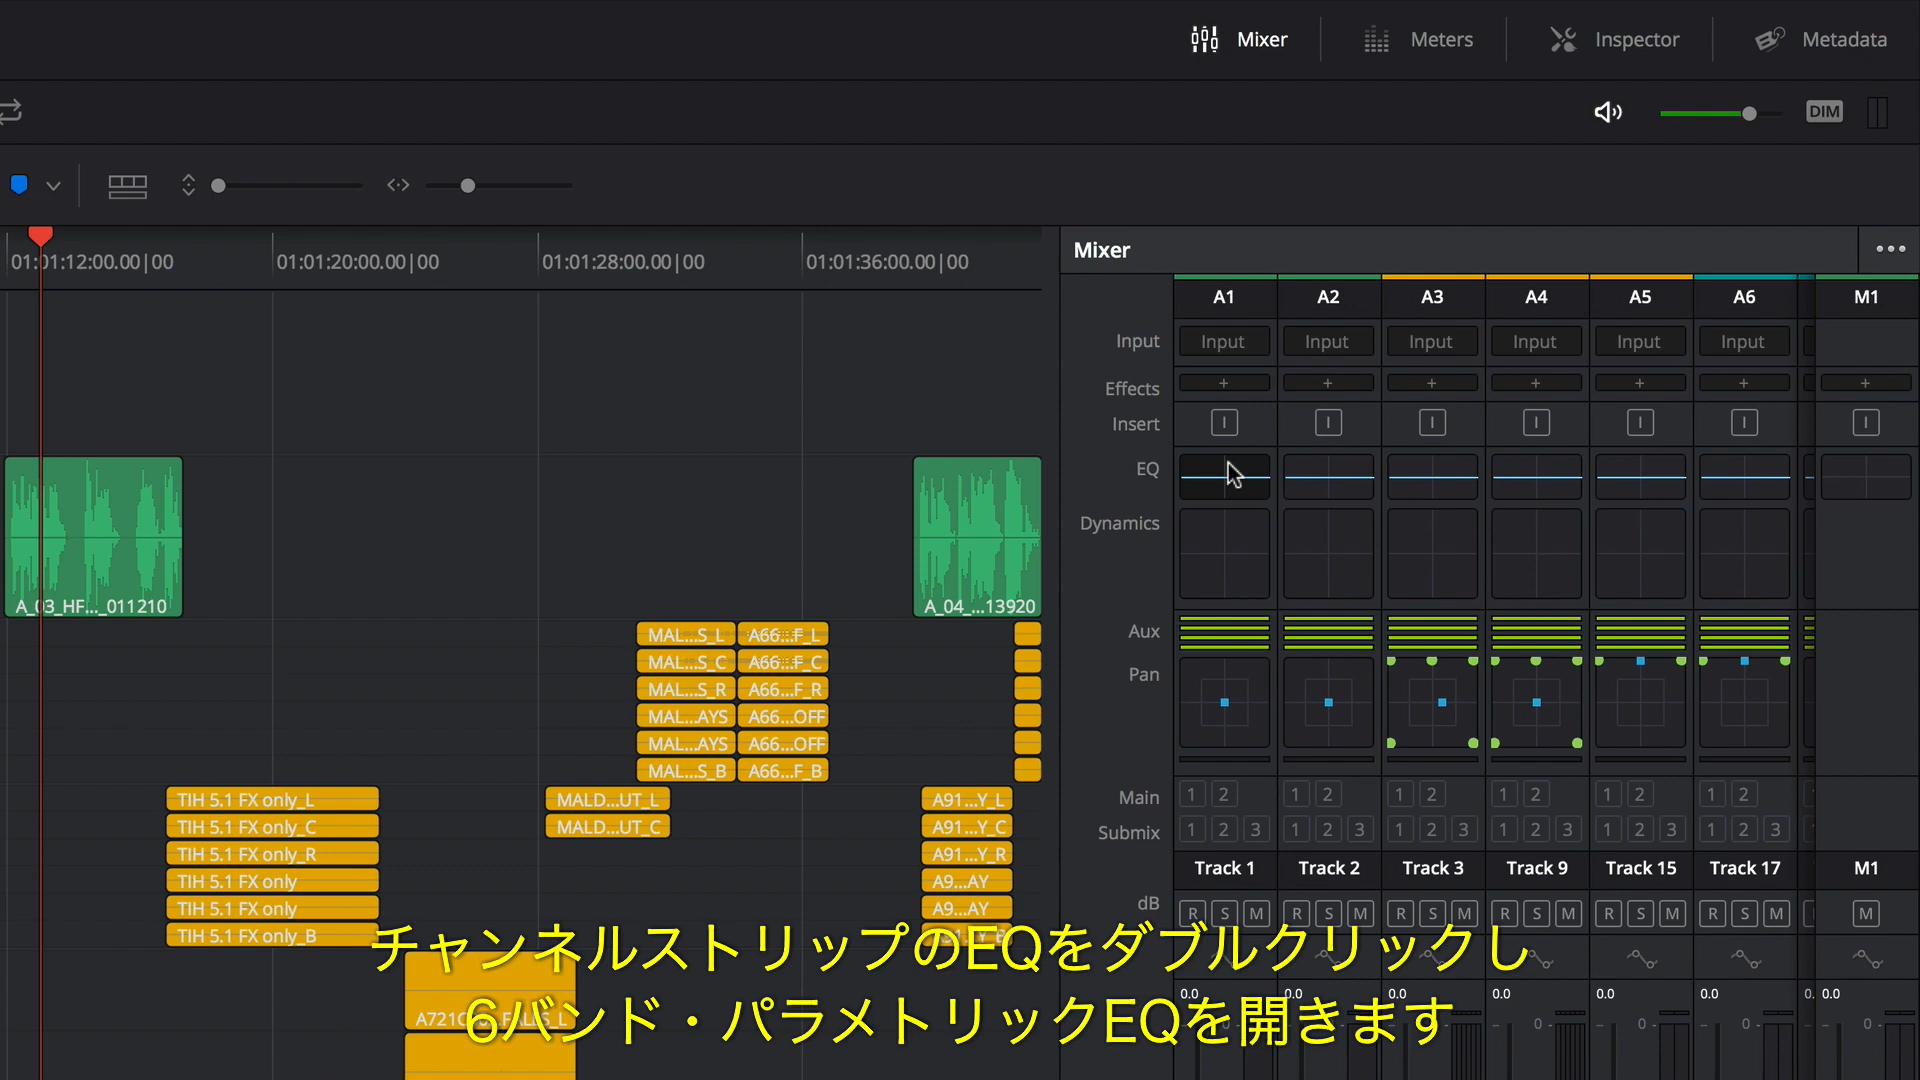 Mixer Meters Inspector Metadata
DIM
01:01:12:00.00|00 01:01:20:00.00|00 01:01:28:00.00|00 01:01:36:00.00|00
Mixer
A1 A2 A3 A4 A5 A6 M1
Input Input Input Input Input Input Input
Effects + + + + + + +
Insert I I I I I I I
EQ
Dynamics
A_03_HF..._011210 A_04_...13920
Aux
Pan
MAL...S_L A66...F_L
MAL...S_C A66...F_C
MAL...S_R A66...F_R
MAL...AYS A66...OFF
MAL...AYS A66...OFF
MAL...S_B A66...F_B
TIH 5.1 FX only_L MALD...UT_L A91...Y_L
TIH 5.1 FX only_C MALD...UT_C A91...Y_C
TIH 5.1 FX only_R A91...Y_R
TIH 5.1 FX only A9...AY
TIH 5.1 FX only A9...AY
TIH 5.1 FX only_B
Main 1 2 1 2 1 2 1 2 1 2 1 2
Submix 1 2 3 1 2 3 1 2 3 1 2 3 1 2 3 1 2 3
Track 1 Track 2 Track 3 Track 9 Track 15 Track 17 M1
dB
R S M R S M R S M R S M R S M R S M M
チャンネルストリップのEQをダブルクリックし
0.0 0.0 0.0 0.0 0.0 0. 0.0
6バンド・パラメトリックEQを開きます
0 - 0 - 0 - 0 -